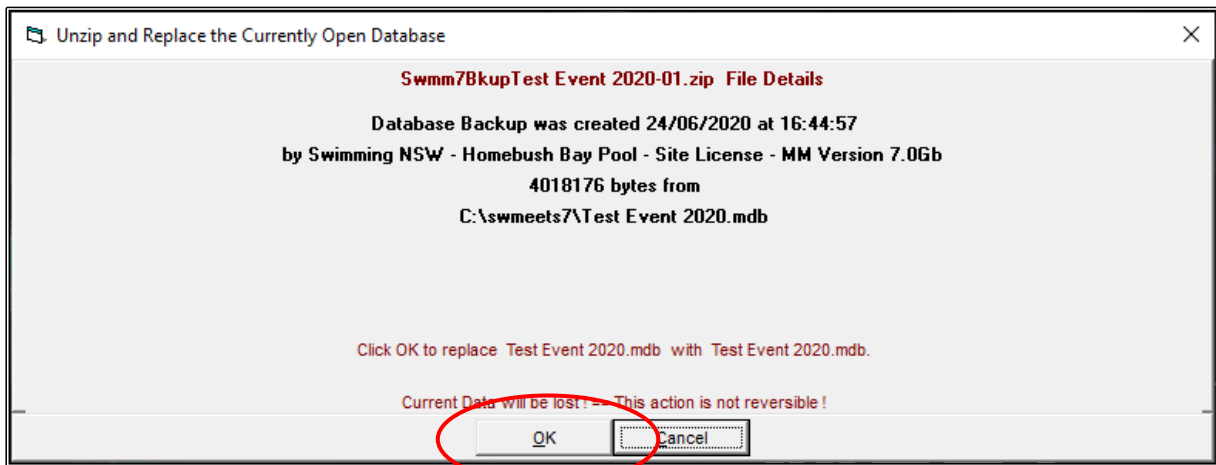 Unzip and Replace the Currently Open Database
Swmm7BkupTest Event 2020-01.zip File Details
Database Backup was created 24/06/2020 at 16:44:57
by Swimming NSW - Homebush Bay Pool - Site License - MM Version 7.0Gb
4018176 bytes from
C:\swmeets7\Test Event 2020.mdb
Click OK to replace Test Event 2020.mdb with Test Event 2020.mdb.
Current Data will be lost ! == This action is not reversible !
OK Cancel